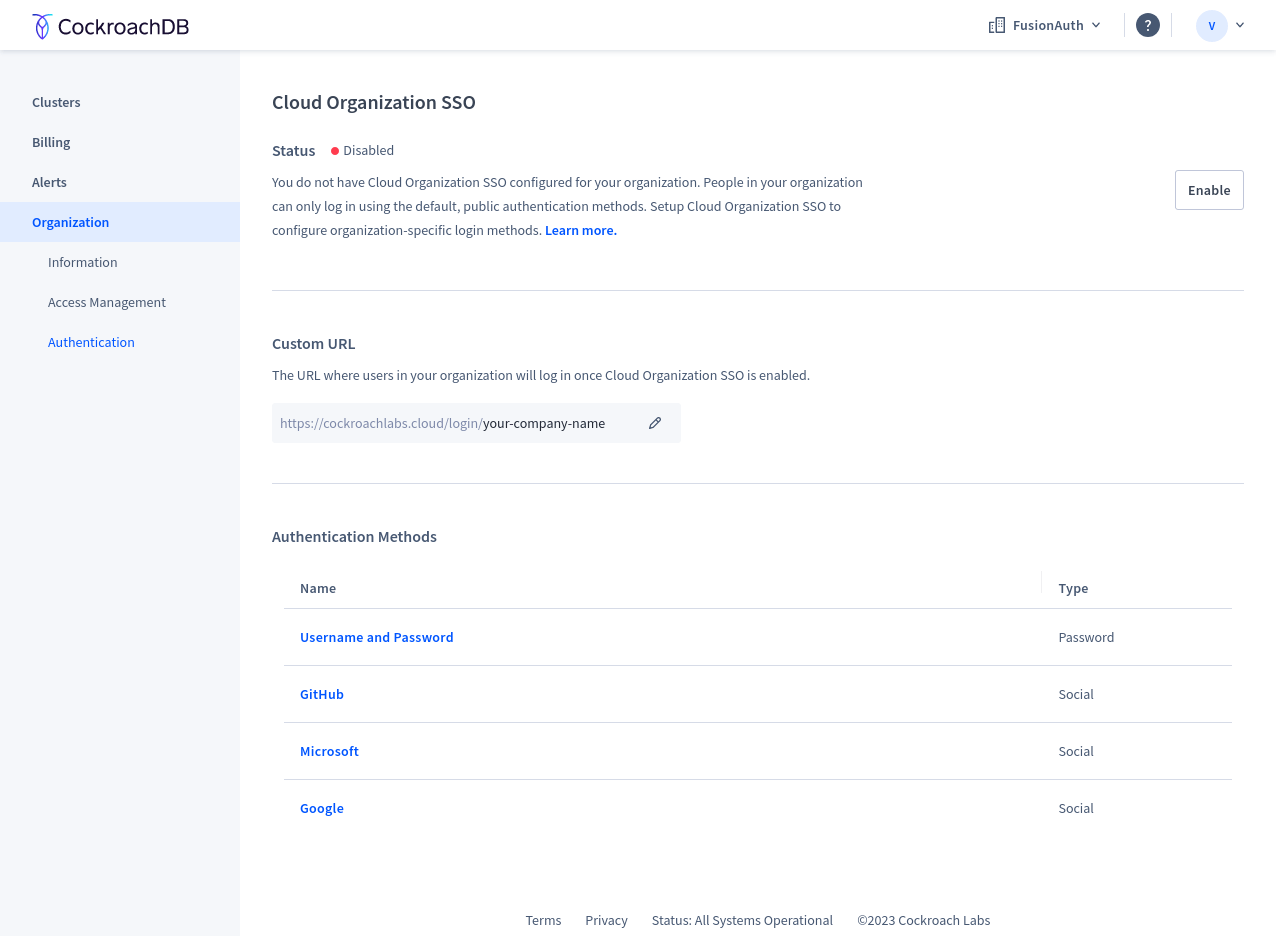 CockroachDB
FusionAuth
?
V
Clusters
Billing
Alerts
Organization
Information
Access Management
Authentication
Cloud Organization SSO
Status Disabled
You do not have Cloud Organization SSO configured for your organization. People in your organization
can only log in using the default, public authentication methods. Setup Cloud Organization SSO to
configure organization-specific login methods. Learn more.
Enable
Custom URL
The URL where users in your organization will log in once Cloud Organization SSO is enabled.
https://cockroachlabs.cloud/login/your-company-name
Authentication Methods
Name Type
Username and Password Password
GitHub Social
Microsoft Social
Google Social
Terms Privacy Status: All Systems Operational ©2023 Cockroach Labs